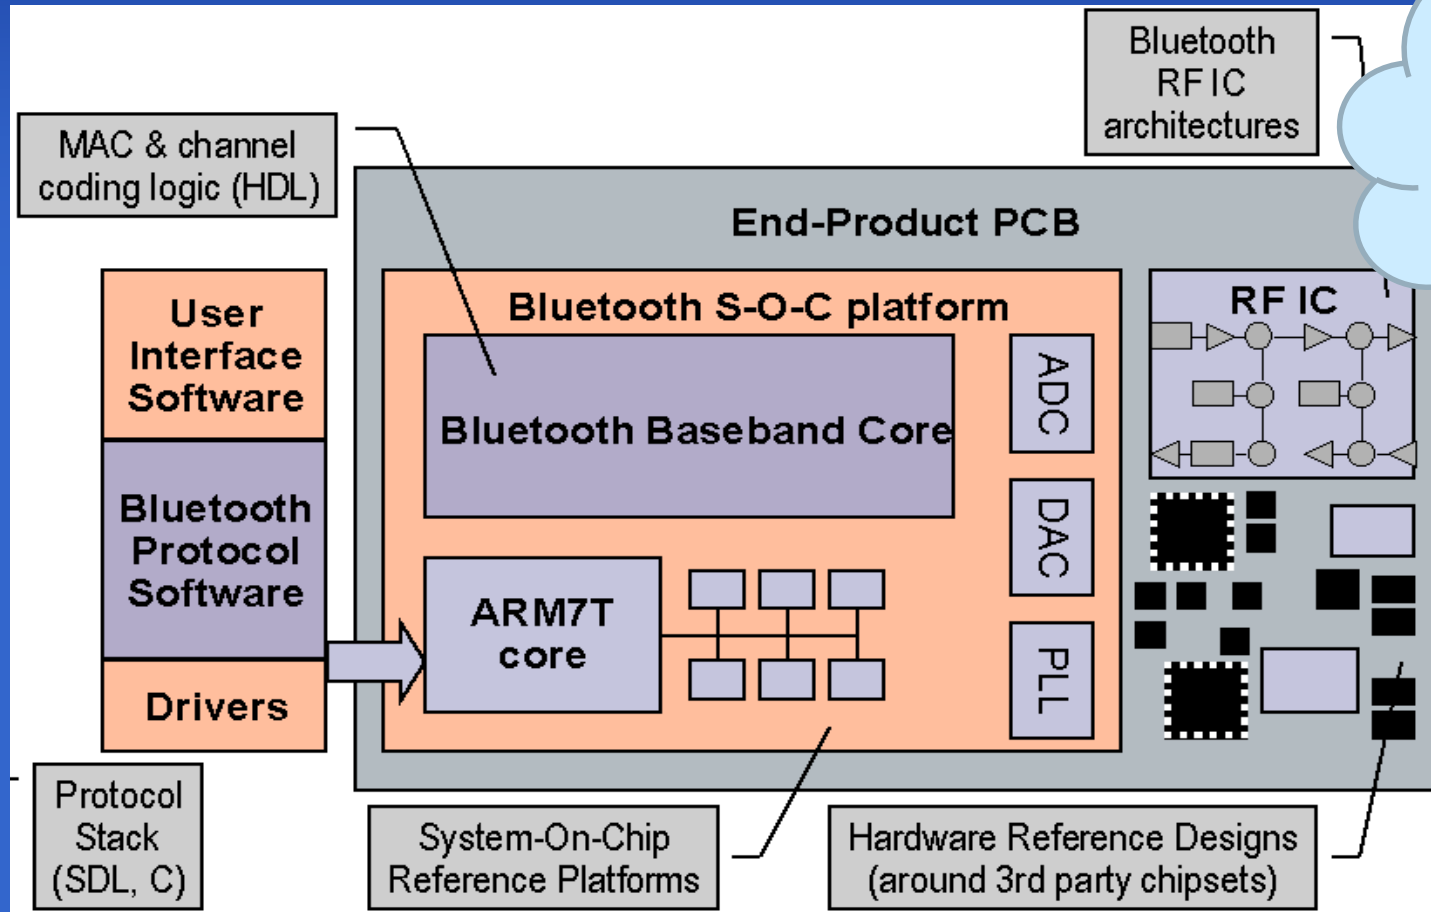 Bluetooth
RF IC
architectures
MAC & channel
coding logic (HDL)
End-Product PCB
User
Interface
Software
Bluetooth
Protocol
Software
Drivers
Bluetooth S-O-C platform
Bluetooth Baseband Core
ARM7T
core
ADC
DAC
PLL
RF IC
Protocol
Stack
(SDL, C)
System-On-Chip
Reference Platforms
Hardware Reference Designs
(around 3rd party chipsets)